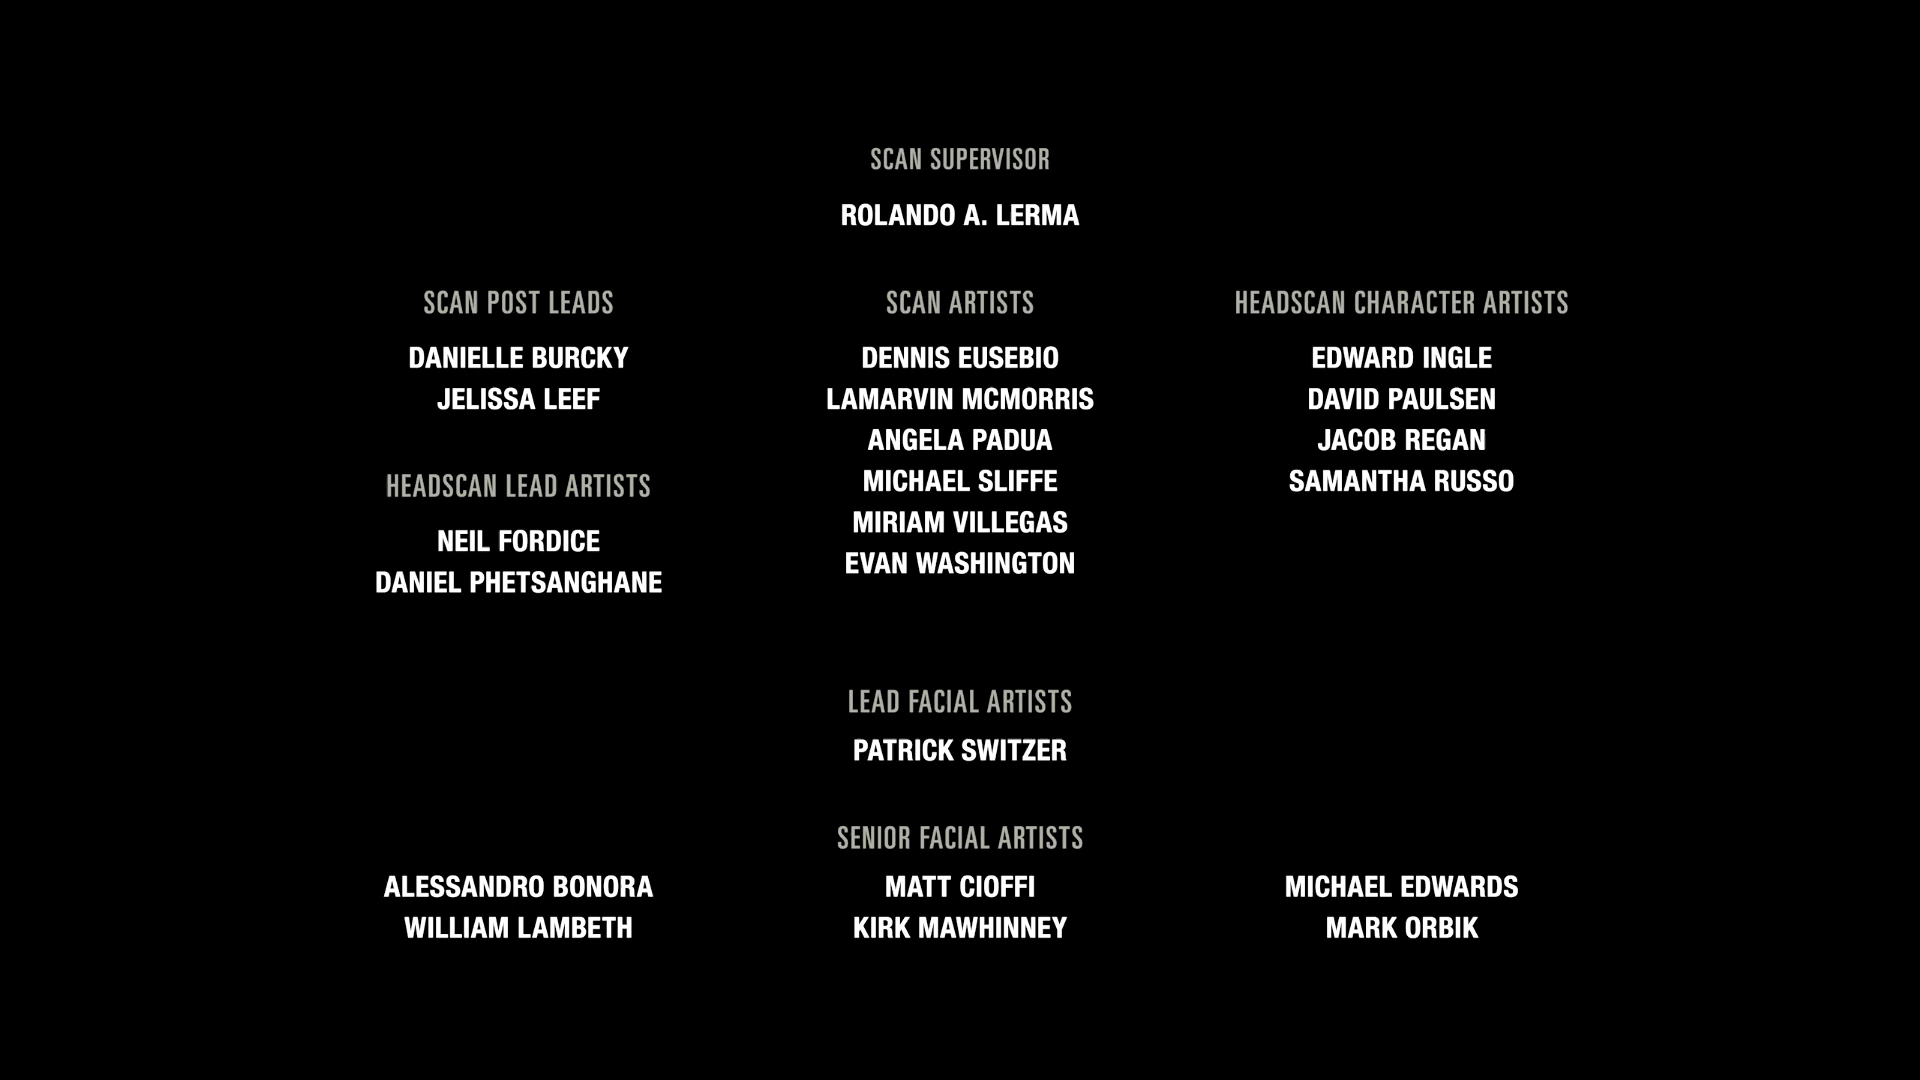 SCAN SUPERVISOR
ROLANDO A. LERMA
SCAN POST LEADS
DANIELLE BURCKY
JELISSA LEEF
HEADSCAN LEAD ARTISTS
NEIL FORDICE
DANIEL PHETSANGHANE
SCAN ARTISTS
DENNIS EUSEBIO
LAMARVIN MCMORRIS
ANGELA PADUA
MICHAEL SLIFFE
MIRIAM VILLEGAS
EVAN WASHINGTON
HEADSCAN CHARACTER ARTISTS
EDWARD INGLE
DAVID PAULSEN
JACOB REGAN
SAMANTHA RUSSO
LEAD FACIAL ARTISTS
PATRICK SWITZER
SENIOR FACIAL ARTISTS
ALESSANDRO BONORA
WILLIAM LAMBETH
MATT CIOFFI
KIRK MAWHINNEY
MICHAEL EDWARDS
MARK ORBIK